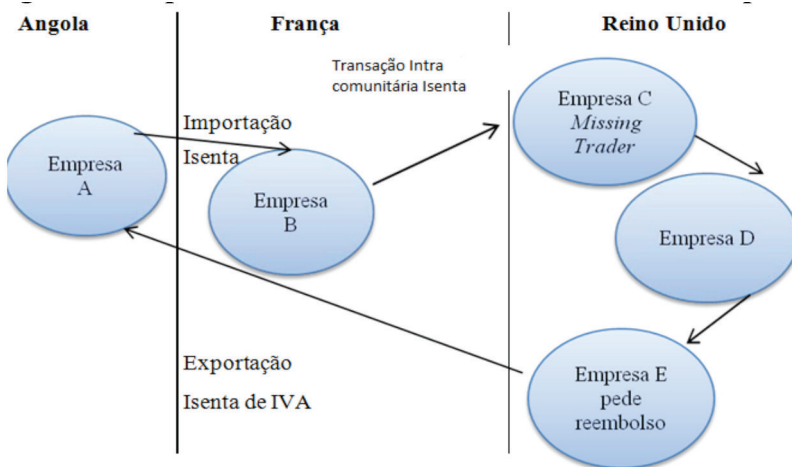 Angola
França
Reino Unido
Transação Intra
comunitária Isenta
Importação
Isenta
Empresa
A
Empresa
B
Empresa C
Missing
Trader
Empresa D
Exportação
Isenta de IVA
Empresa E
pede
reembolso